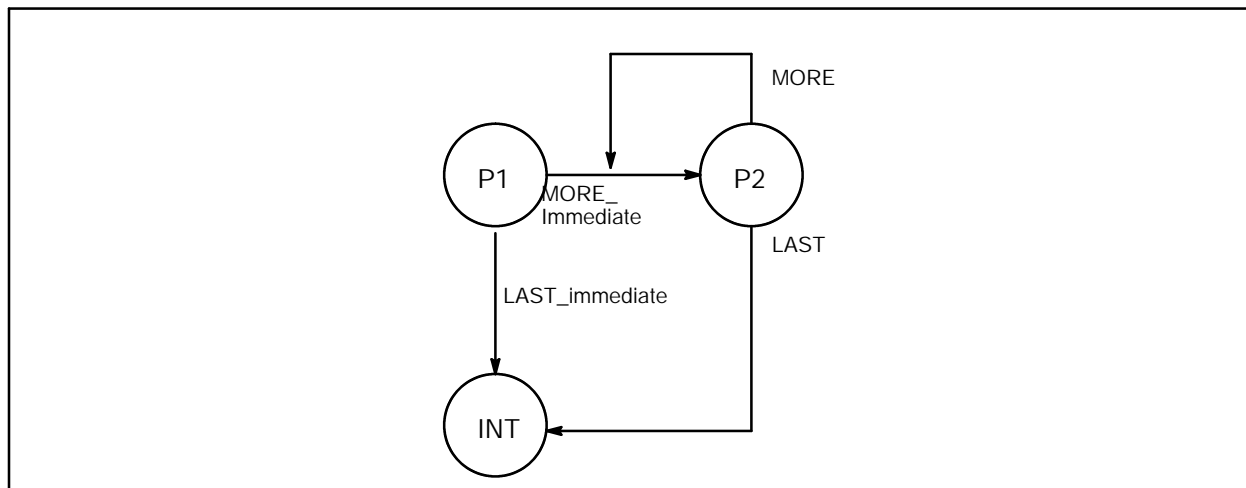 MORE
P1
P2
MORE_
Immediate
LAST
LAST_immediate
INT